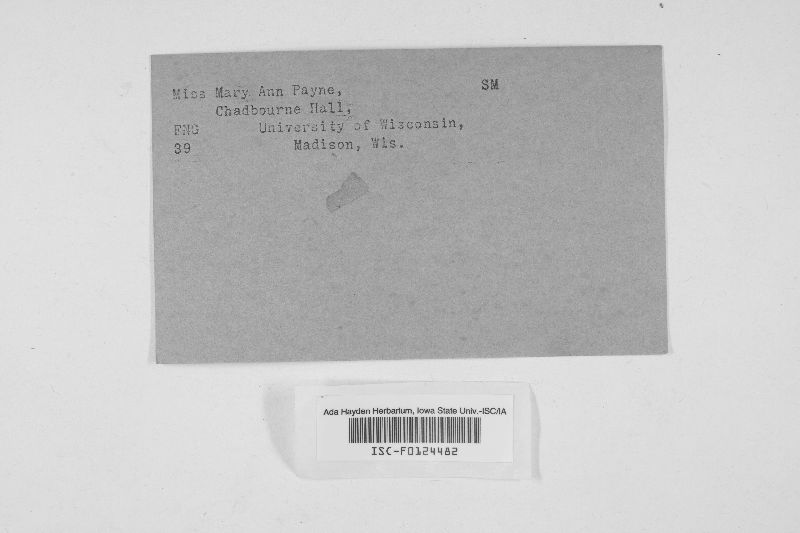 Miss Mary Ann Payne, SM
Chadbourne Hall,
FNG University of Wisconsin,
39 Madison, Wis.
Ada Hayden Herbarium, Iowa State Univ.-ISC/IA
ISC-F0124482